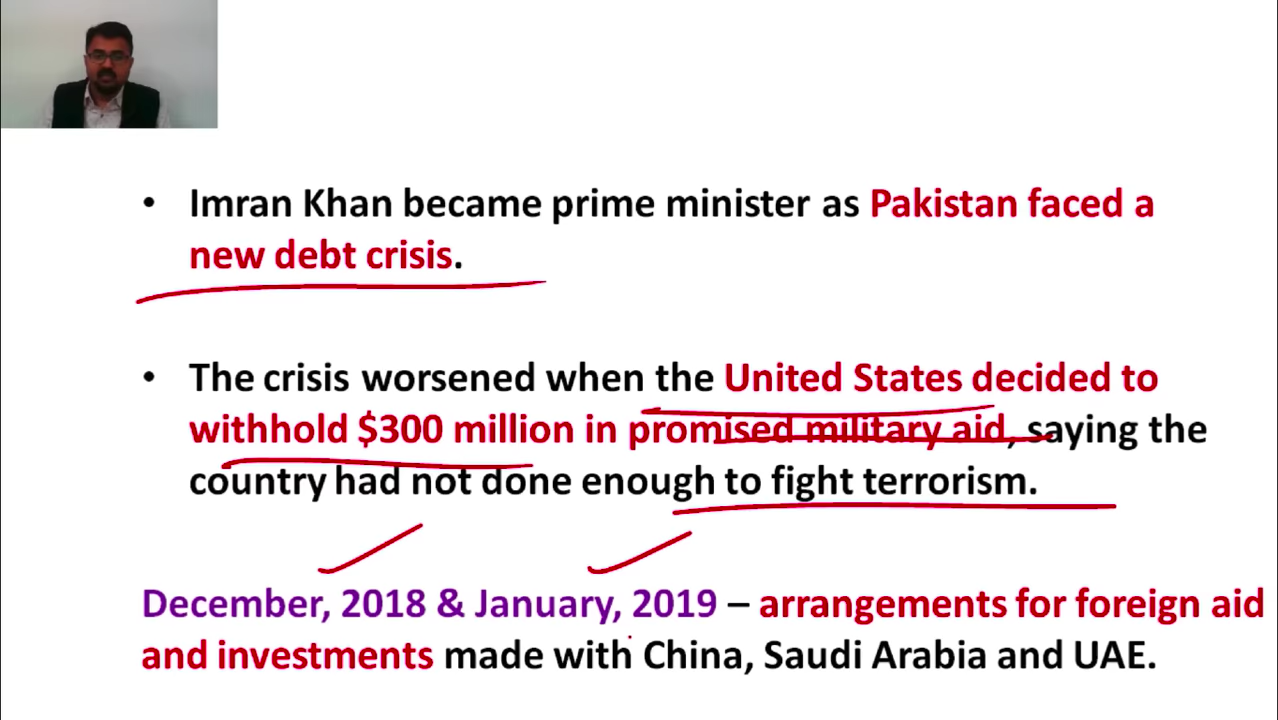 • Imran Khan became prime minister as Pakistan faced a
new debt crisis.
• The crisis worsened when the United States decided to
withhold $300 million in promised military aid, saying the
country had not done enough to fight terrorism.
December, 2018 & January, 2019 – arrangements for foreign aid
and investments made with China, Saudi Arabia and UAE.